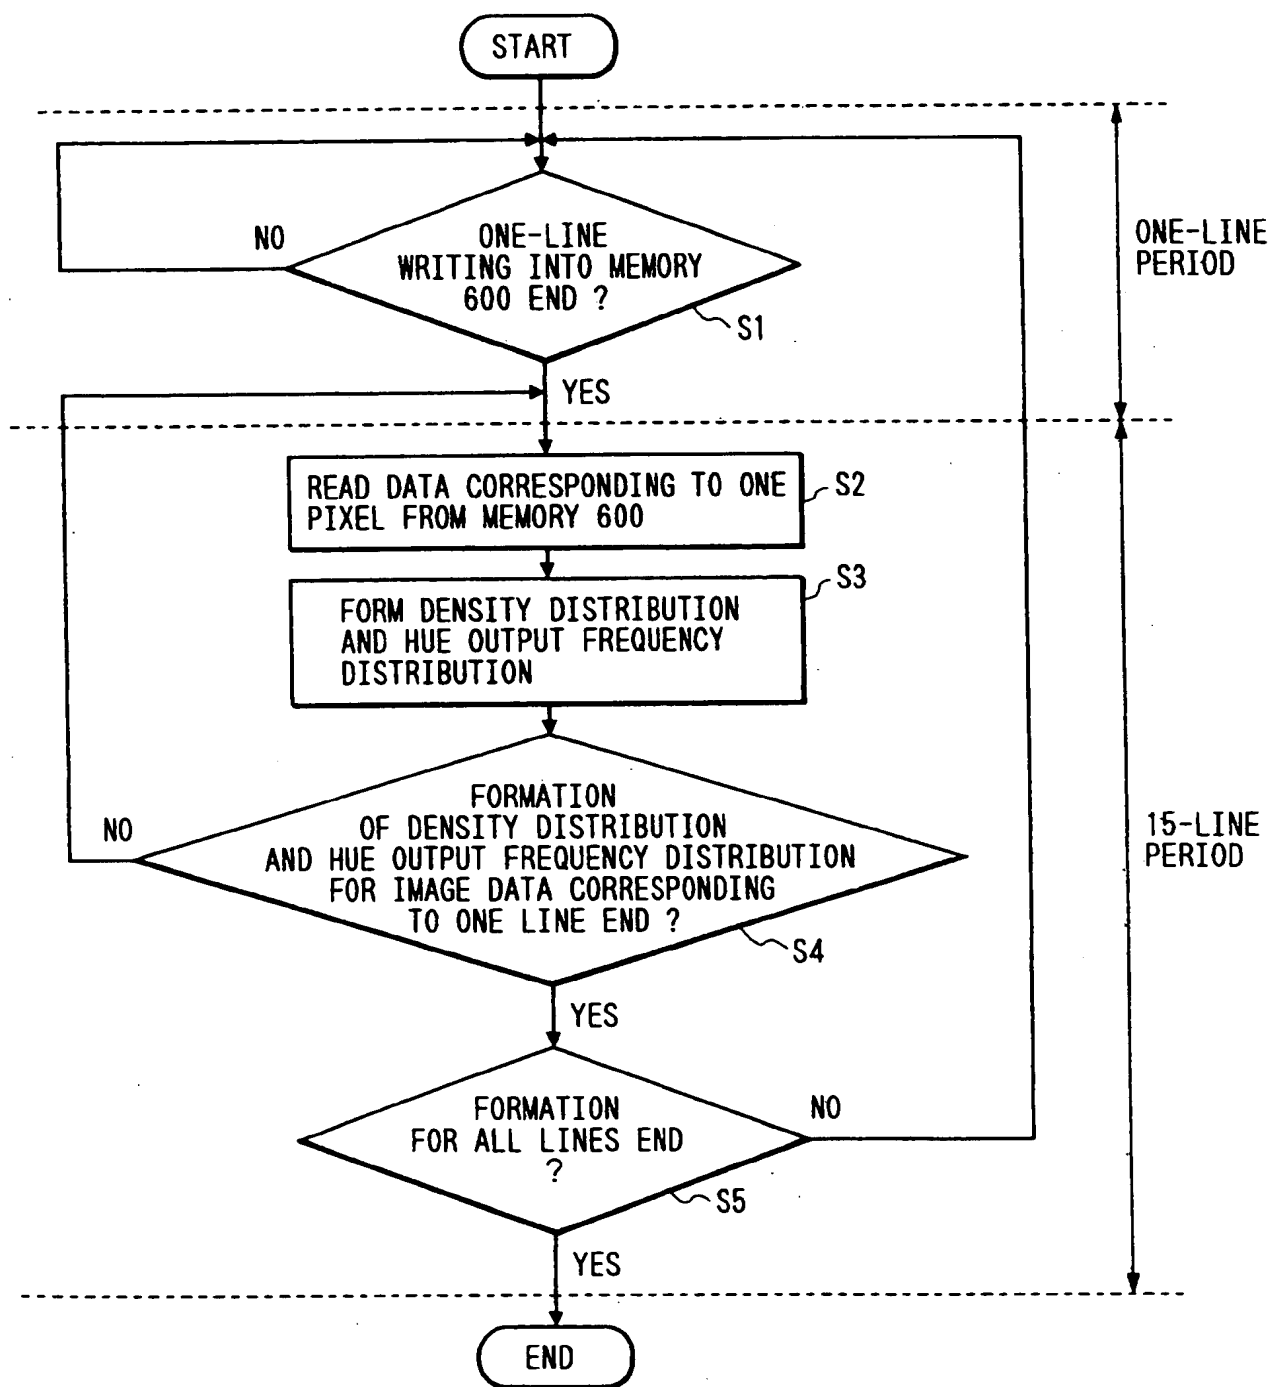 START
NO
ONE-LINE
WRITING INTO MEMORY
600 END ?
S1
ONE-LINE
PERIOD
YES
READ DATA CORRESPONDING TO ONE
PIXEL FROM MEMORY 600
S2
FORM DENSITY DISTRIBUTION
AND HUE OUTPUT FREQUENCY
DISTRIBUTION
S3
NO
FORMATION
OF DENSITY DISTRIBUTION
AND HUE OUTPUT FREQUENCY DISTRIBUTION
FOR IMAGE DATA CORRESPONDING
TO ONE LINE END ?
S4
15-LINE
PERIOD
YES
FORMATION
FOR ALL LINES END
?
NO
S5
YES
END